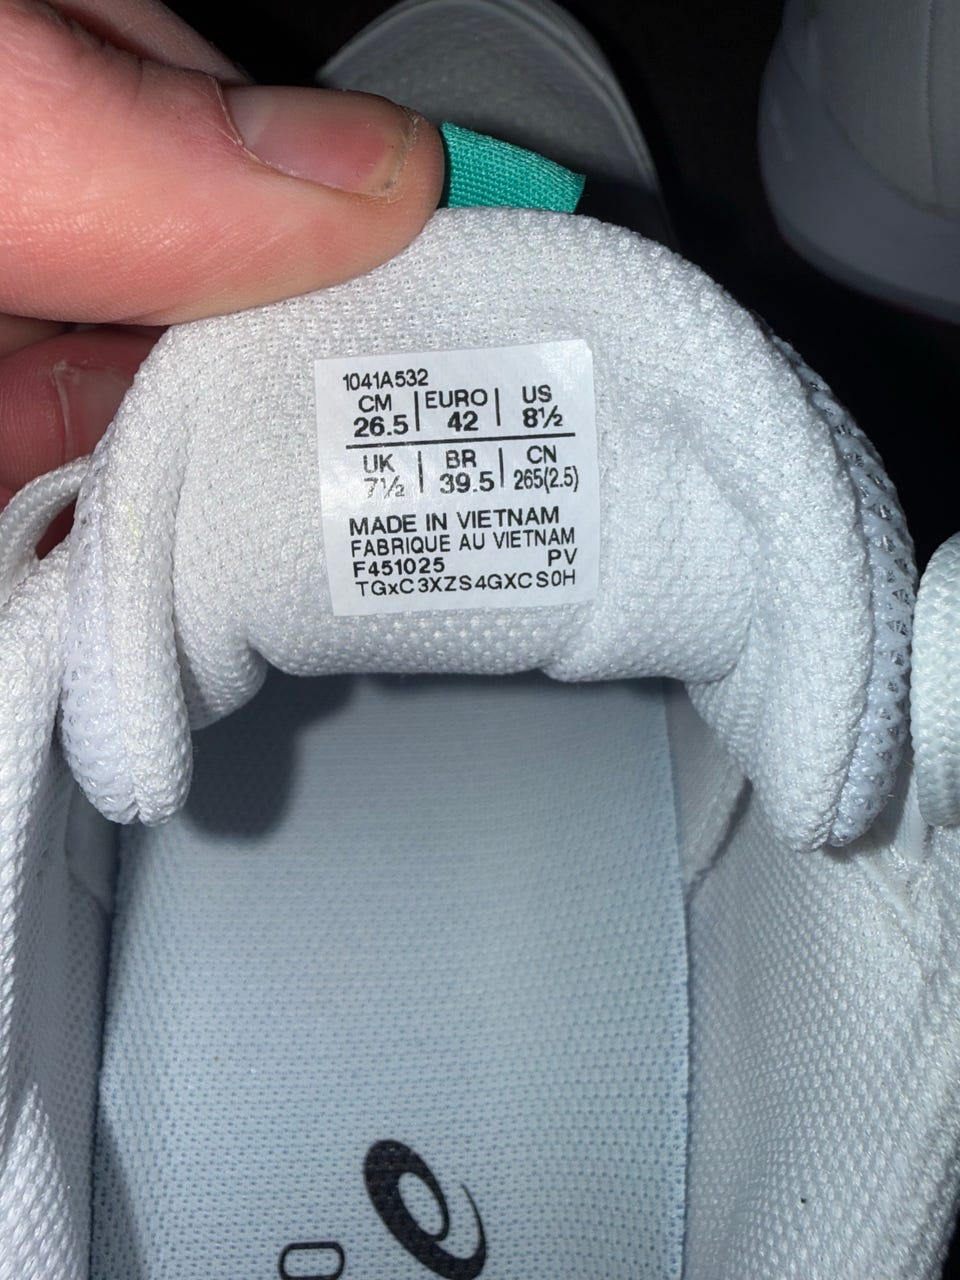 1041A532
CM | EURO | US
26.5 | 42 | 8½
UK | BR | CN
7½ | 39.5 | 265(2.5)
MADE IN VIETNAM
FABRIQUE AU VIETNAM
F451025 PV
TGxC3XZS4GXCS0H